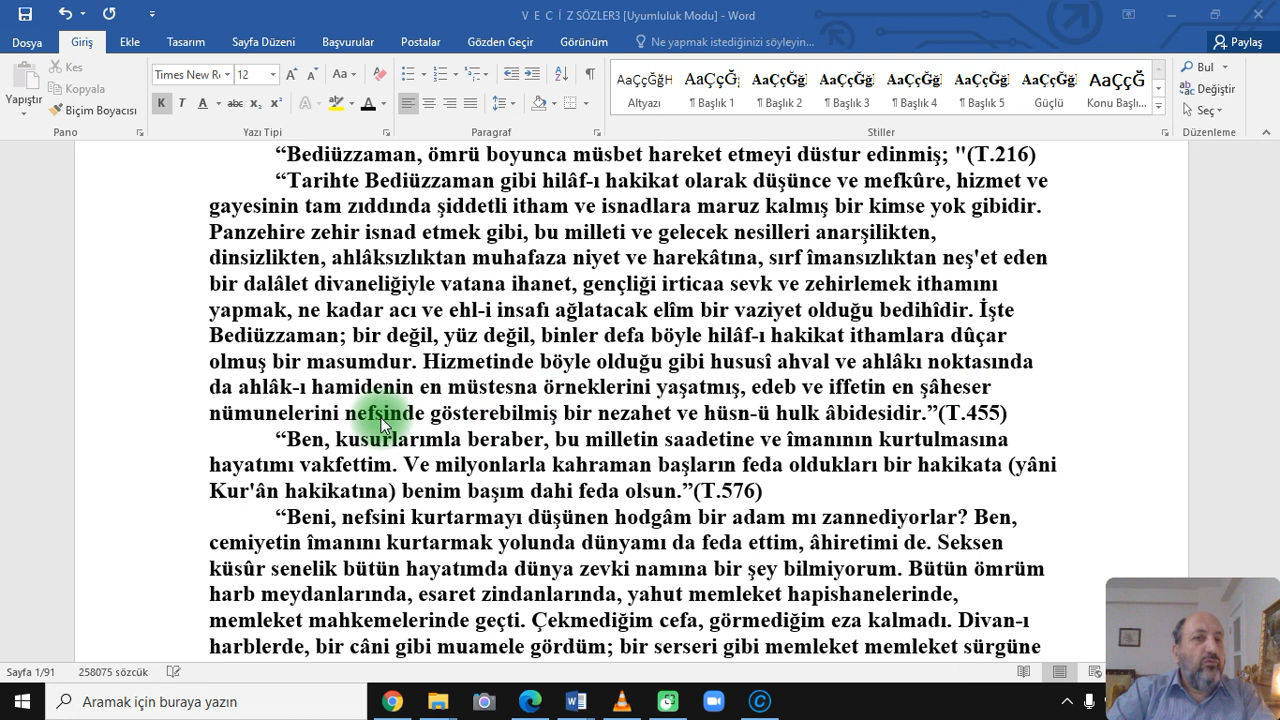 V E C İ Z SÖZLER3 [Uyumluluk Modu] - Word
Dosya Giriş Ekle Tasarım Sayfa Düzeni Başvurular Postalar Gözden Geçir Görünüm Ne yapmak istediğinizi söyleyin... Paylaş
Yapıştır
Kes
Kopyala
Biçim Boyacısı
Times New Ro 12
Aa
K T A abc x₂ x²
AaÇçĞğH AaÇçĞğ AaÇçĞğ AaÇçĞğ AaÇçĞğ AaÇçĞğ AaÇçĞğ AaÇçĞ
Altyazı ¶ Başlık 1 ¶ Başlık 2 ¶ Başlık 3 ¶ Başlık 4 ¶ Başlık 5 Güçlü Konu Başlı...
Bul
Değiştir
Seç
Pano Yazı Tipi Paragraf Stiller Düzenleme
“Bediüzzaman, ömrü boyunca müsbet hareket etmeyi düstur edinmiş; "(T.216)
“Tarihte Bediüzzaman gibi hilâf-ı hakikat olarak düşünce ve mefkûre, hizmet ve
gayesinin tam zıddında şiddetli itham ve isnadlara maruz kalmış bir kimse yok gibidir.
Panzehire zehir isnad etmek gibi, bu milleti ve gelecek nesilleri anarşilikten,
dinsizlikten, ahlâksızlıktan muhafaza niyet ve harekâtına, sırf îmansızlıktan neş'et eden
bir dalâlet divaneliğiyle vatana ihanet, gençliği irticaa sevk ve zehirlemek ithamını
yapmak, ne kadar acı ve ehl-i insafı ağlatacak elîm bir vaziyet olduğu bedihîdir. İşte
Bediüzzaman; bir değil, yüz değil, binler defa böyle hilâf-ı hakikat ithamlara dûçar
olmuş bir masumdur. Hizmetinde böyle olduğu gibi hususî ahval ve ahlâkı noktasında
da ahlâk-ı hamidenin en müstesna örneklerini yaşatmış, edeb ve iffetin en şâheser
nümunelerini nefsinde gösterebilmiş bir nezahet ve hüsn-ü hulk âbidesidir.”(T.455)
“Ben, kusurlarımla beraber, bu milletin saadetine ve îmanının kurtulmasına
hayatımı vakfettim. Ve milyonlarla kahraman başların feda oldukları bir hakikata (yâni
Kur'ân hakikatına) benim başım dahi feda olsun.”(T.576)
“Beni, nefsini kurtarmayı düşünen hodgâm bir adam mı zannediyorlar? Ben,
cemiyetin îmanını kurtarmak yolunda dünyamı da feda ettim, âhiretimi de. Seksen
küsûr senelik bütün hayatımda dünya zevki namına bir şey bilmiyorum. Bütün ömrüm
harb meydanlarında, esaret zindanlarında, yahut memleket hapishanelerinde,
memleket mahkemelerinde geçti. Çekmediğim cefa, görmediğim eza kalmadı. Divan-ı
harblerde, bir câni gibi muamele gördüm; bir serseri gibi memleket memleket sürgüne
Sayfa 1/91 258075 sözcük
Aramak için buraya yazın